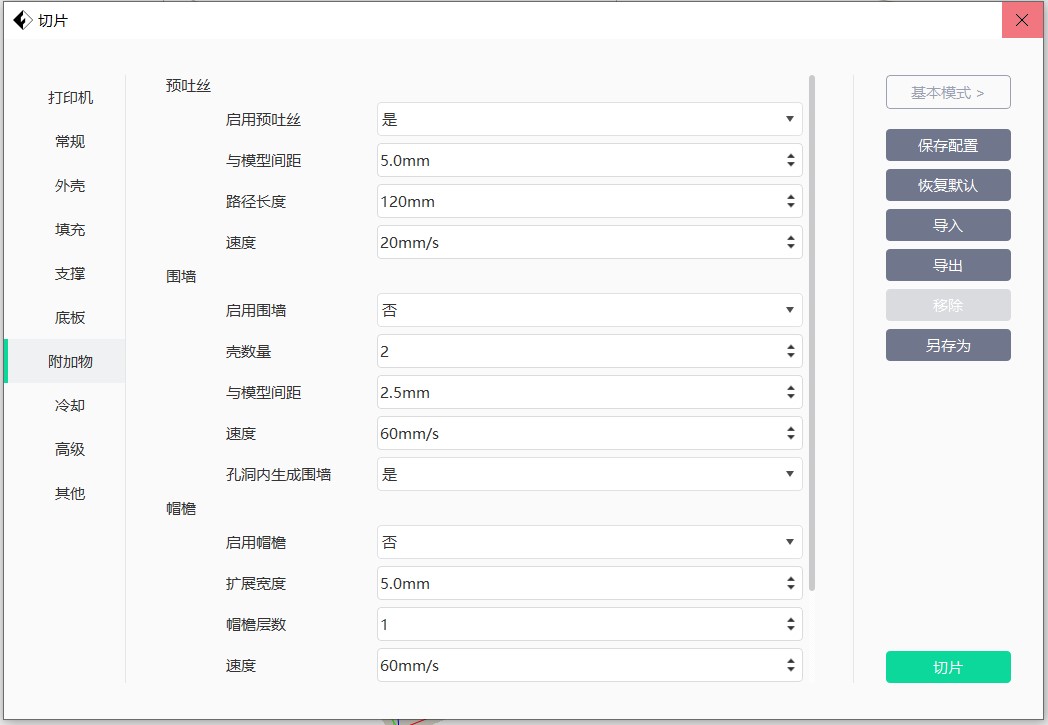 切片
打印机
常规
外壳
填充
支撑
底板
附加物
冷却
高级
其他
预吐丝
启用预吐丝 是
与模型间距 5.0mm
路径长度 120mm
速度 20mm/s
围墙
启用围墙 否
壳数量 2
与模型间距 2.5mm
速度 60mm/s
孔洞内生成围墙 是
帽檐
启用帽檐 否
扩展宽度 5.0mm
帽檐层数 1
速度 60mm/s
基本模式 >
保存配置
恢复默认
导入
导出
移除
另存为
切片